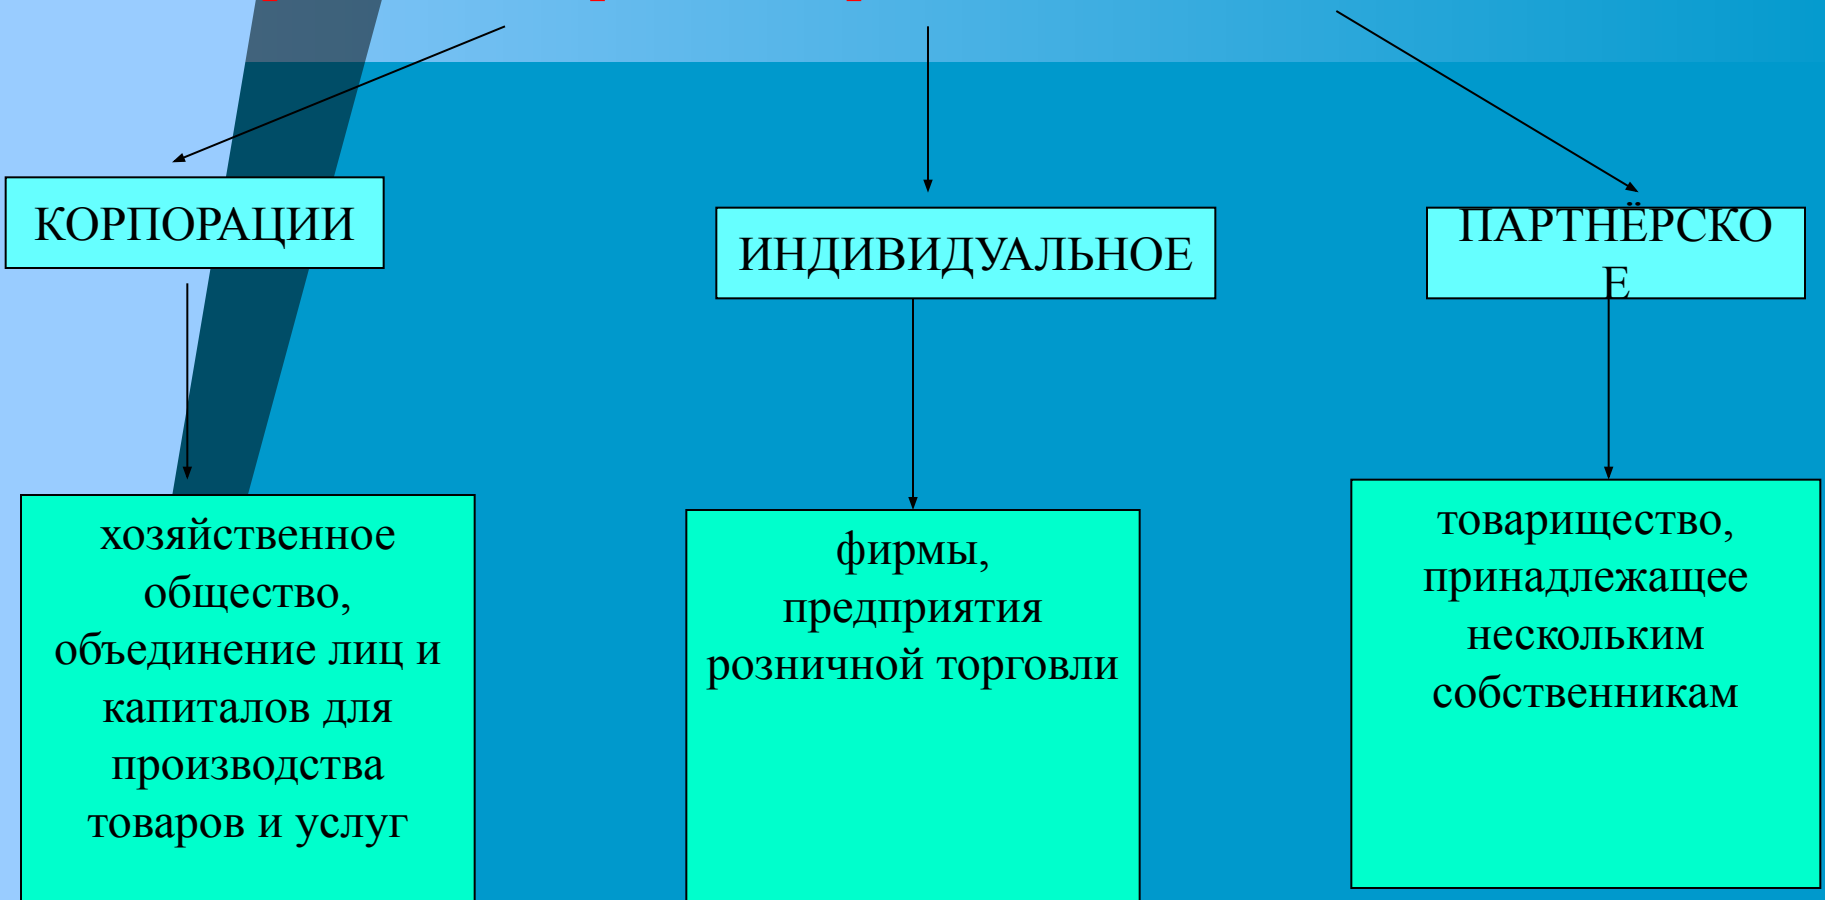 КОРПОРАЦИИ
хозяйственное
общество,
объединение лиц и
капиталов для
производства
товаров и услуг
ИНДИВИДУАЛЬНОЕ
фирмы,
предприятия
розничной торговли
ПАРТНЁРСКО
Е
товарищество,
принадлежащее
нескольким
собственникам